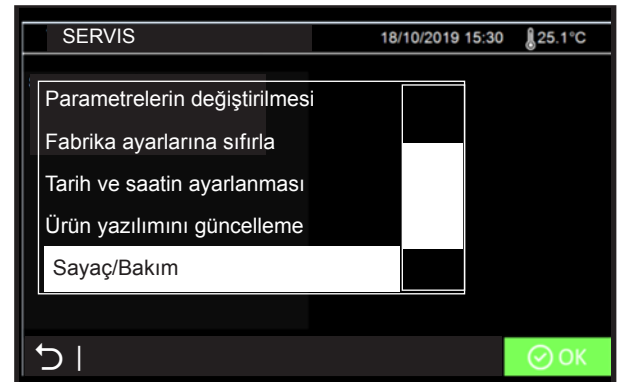 SERVIS 18/10/2019 15:30 25.1°C
Parametrelerin değiştirilmesi
Fabrika ayarlarına sıfırla
Tarih ve saatin ayarlanması
Ürün yazılımını güncelleme
Sayaç/Bakım
OK